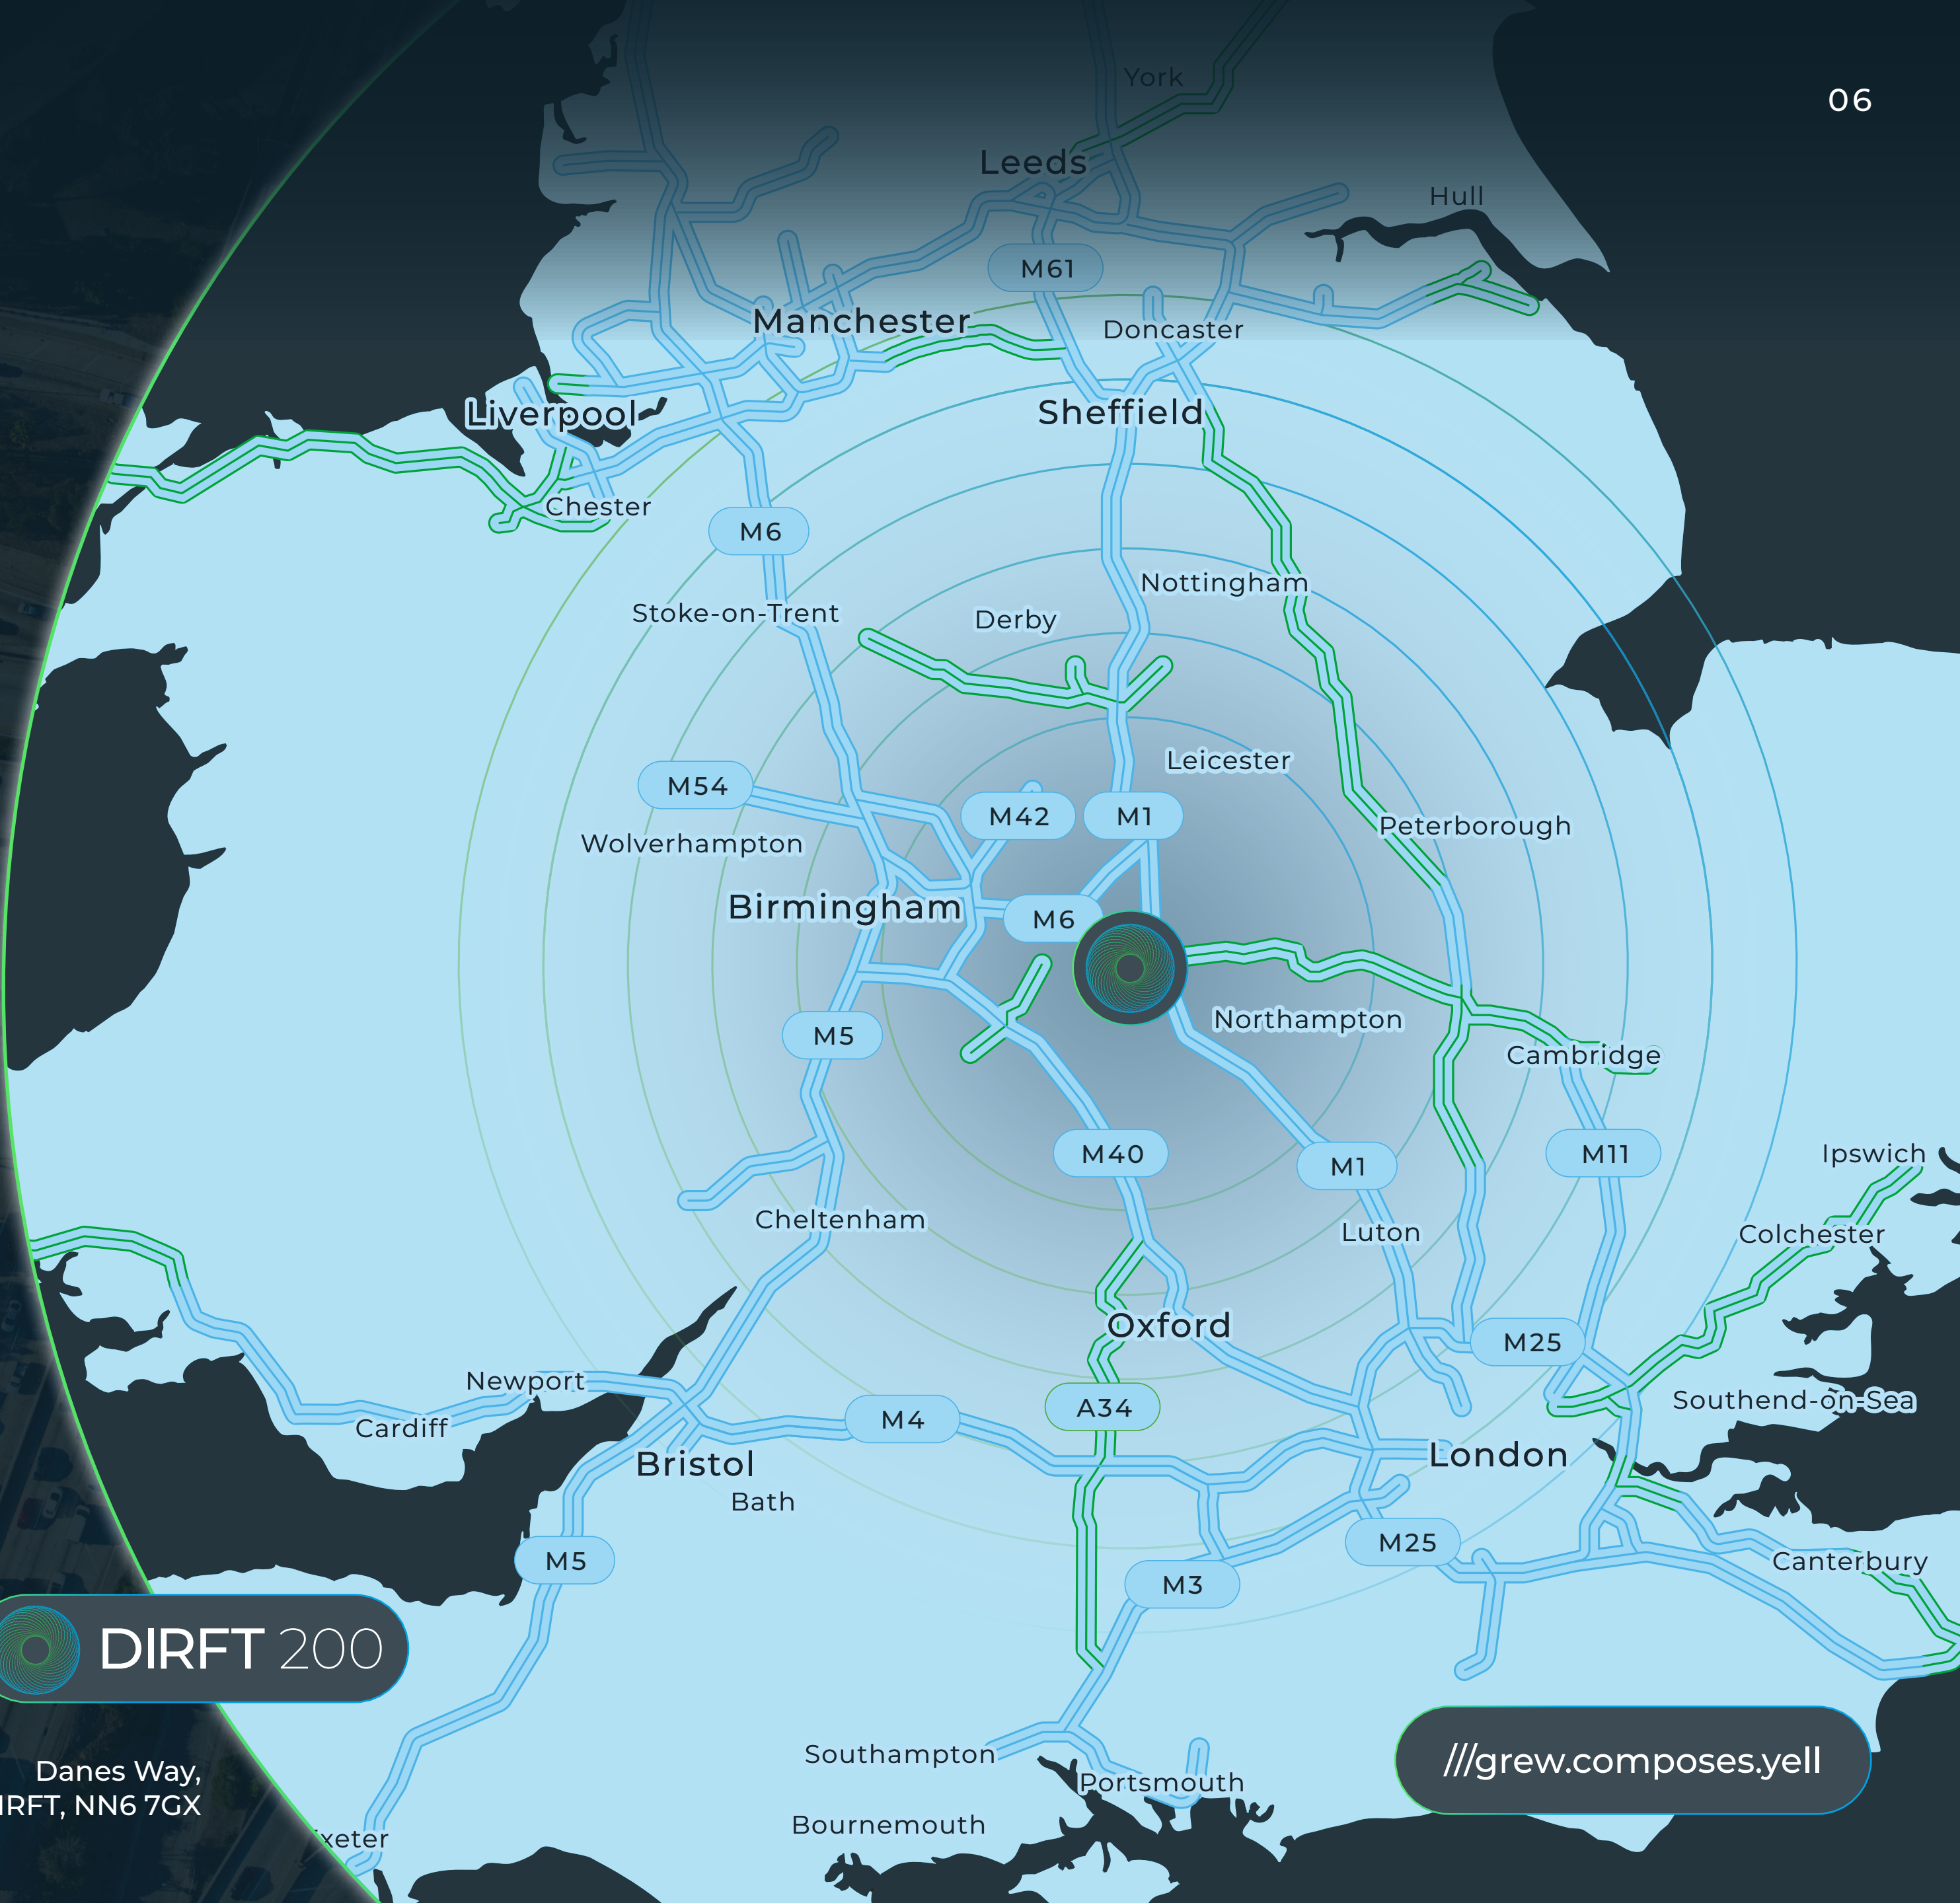 York
06
Leeds
Hull
M61
Manchester
Doncaster
Liverpool
Sheffield
Chester
M6
Nottingham
Stoke-on-Trent
Derby
Leicester
M54
M42
M1
Peterborough
Wolverhampton
Birmingham
M6
Northampton
M5
Cambridge
M40
M1
M11
Ipswich
Cheltenham
Luton
Colchester
Oxford
M25
Newport
Southend-on-Sea
A34
M4
Cardiff
London
Bristol
Bath
M25
M5
Canterbury
M3
DIRFT 200
Southampton
///grew.composes.yell
Danes Way,
IRFT, NN6 7GX
Portsmouth
Bournemouth
xeter